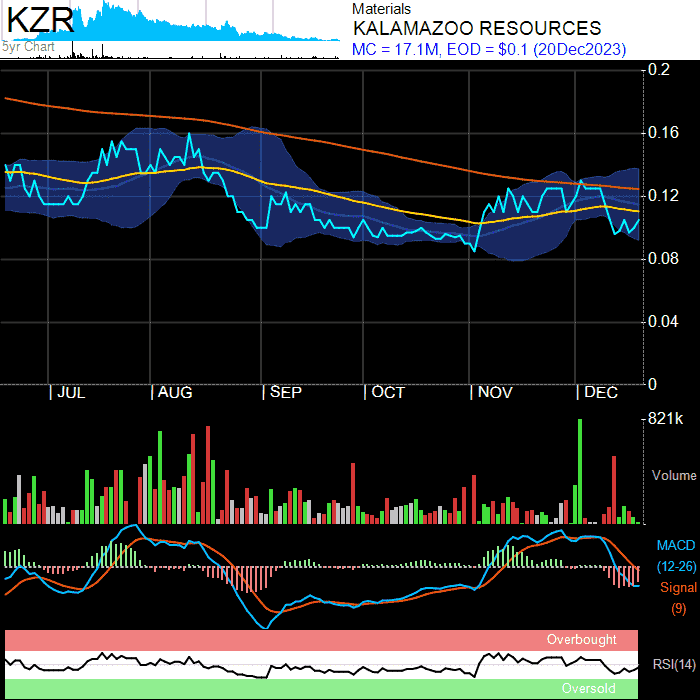 KZR
5yr Chart
Materials
KALAMAZOO RESOURCES
MC = 17.1M, EOD = $0.1 (20Dec2023)
0.2
0.16
0.12
0.08
0.04
0
| JUL | AUG | SEP | OCT | NOV | DEC
821k
Volume
MACD
(12-26)
Signal
(9)
Overbought
RSI(14)
Oversold